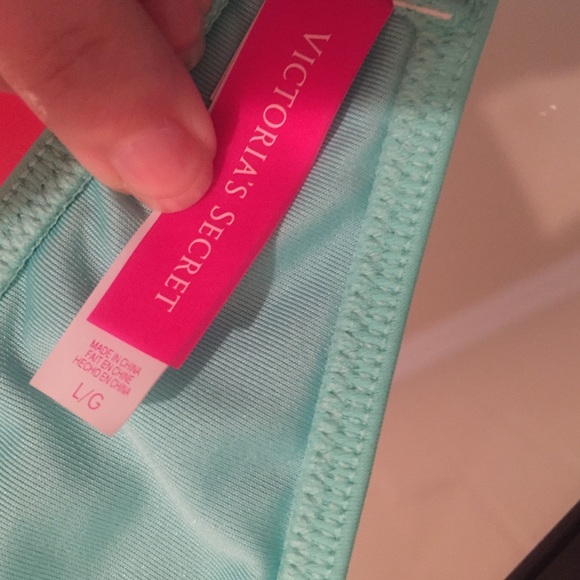 VICTORIA'S SECRET
MADE IN CHINA
FAIT EN CHINE
HECHO EN CHINA
L/G